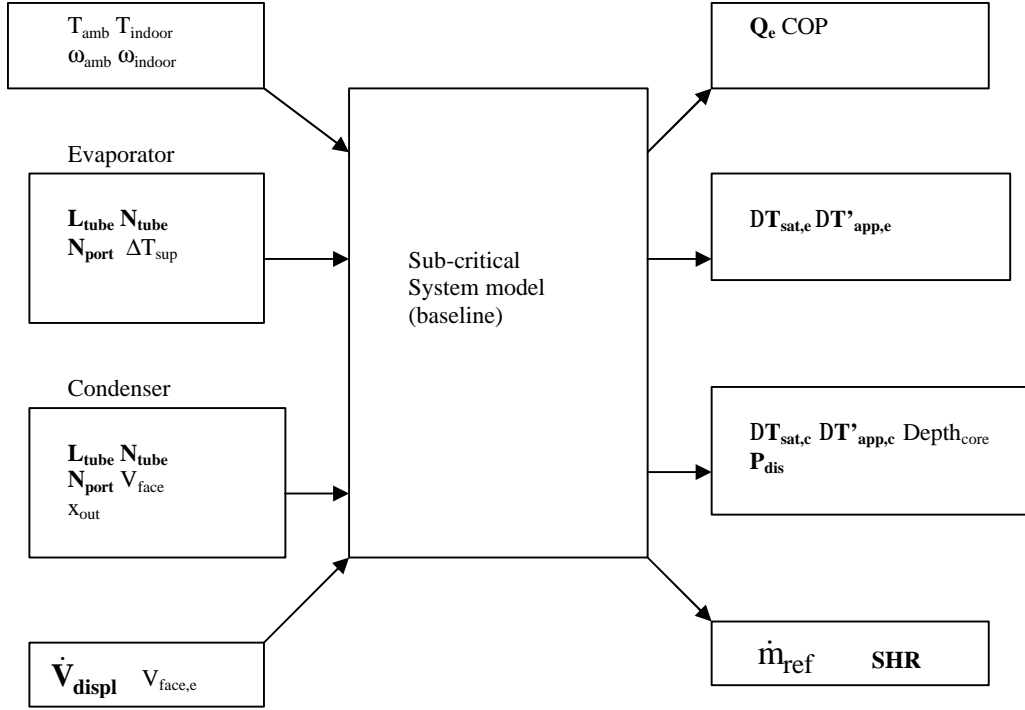 T_amb T_indoor
ω_amb ω_indoor
Evaporator
L_tube N_tube
N_port ΔT_sup
Condenser
L_tube N_tube
N_port V_face
x_out
V̇_displ V_face,e
Sub-critical
System model
(baseline)
Q_e COP
DT_sat,e DT’_app,e
DT_sat,c DT’_app,c Depth_core
P_dis
ṁ_ref SHR